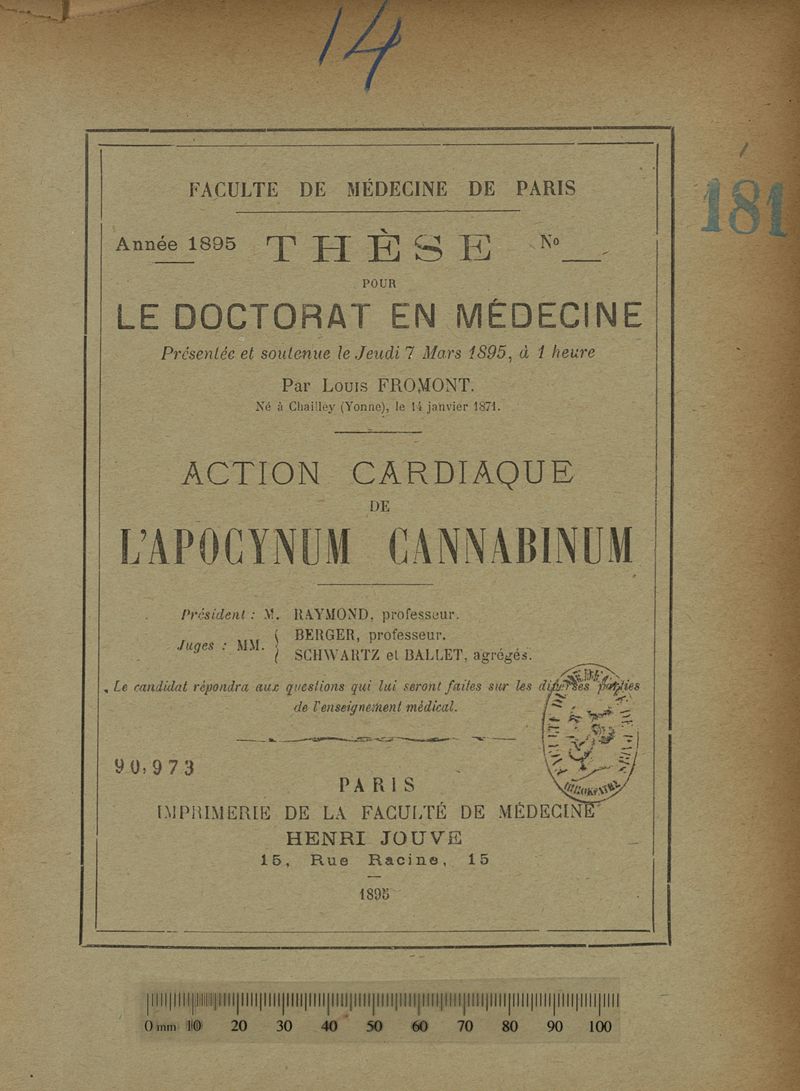 14
FACULTE DE MÉDECINE DE PARIS
181
Année 1895 THÈSE No
POUR
LE DOCTORAT EN MÉDECINE
Présentée et soutenue le Jeudi 7 Mars 1895, à 1 heure
Par Louis FROMONT.
Né à Chailley (Yonne), le 14 janvier 1871.
ACTION CARDIAQUE
DE
L'APOCYNUM CANNABINUM
Président : M. RAYMOND, professeur.
Juges : MM. { BERGER, professeur.
SCHWARTZ et BALLET, agrégés.
Le candidat répondra aux questions qui lui seront faites sur les diverses parties
de l'enseignement médical.
90,973
PARIS
IMPRIMERIE DE LA FACULTÉ DE MÉDECINE
HENRI JOUVE
15, Rue Racine, 15
1895
0 mm 10 20 30 40 50 60 70 80 90 100